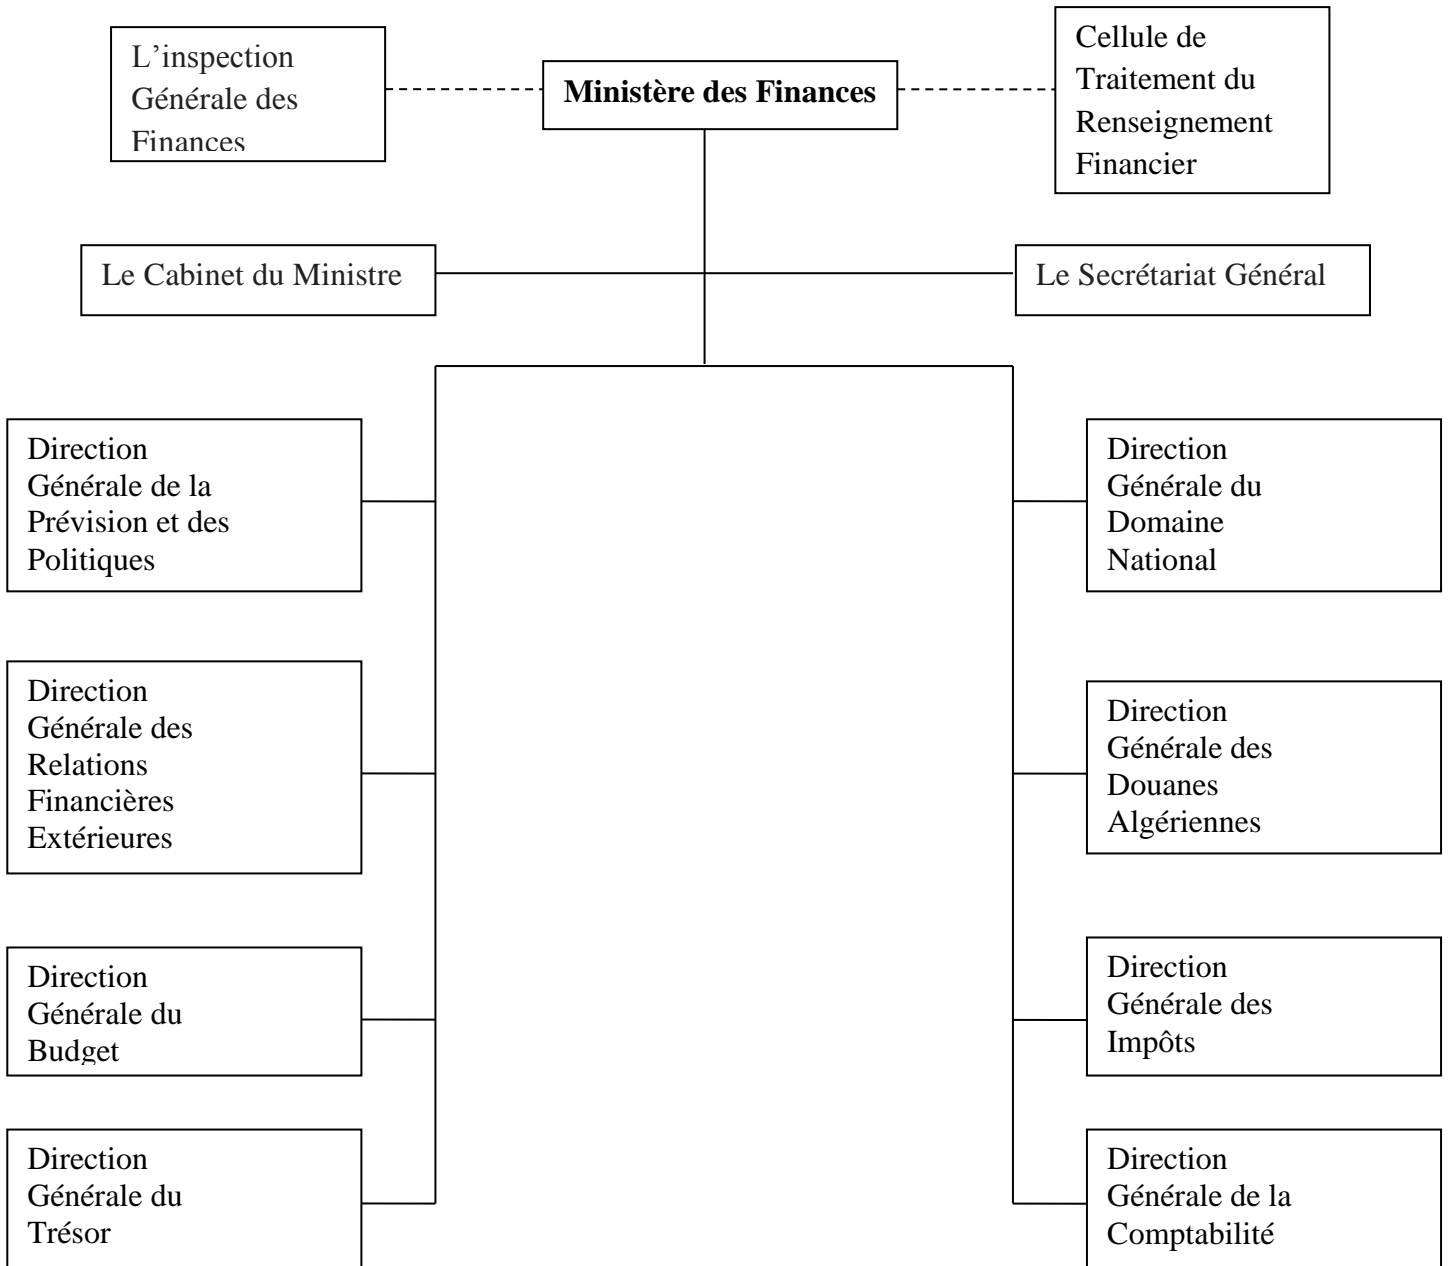 L’inspection
Générale des
Finances
Ministère des Finances
Cellule de
Traitement du
Renseignement
Financier
Le Cabinet du Ministre
Le Secrétariat Général
Direction
Générale de la
Prévision et des
Politiques
Direction
Générale du
Domaine
National
Direction
Générale des
Relations
Financières
Extérieures
Direction
Générale des
Douanes
Algériennes
Direction
Générale du
Budget
Direction
Générale des
Impôts
Direction
Générale du
Trésor
Direction
Générale de la
Comptabilité